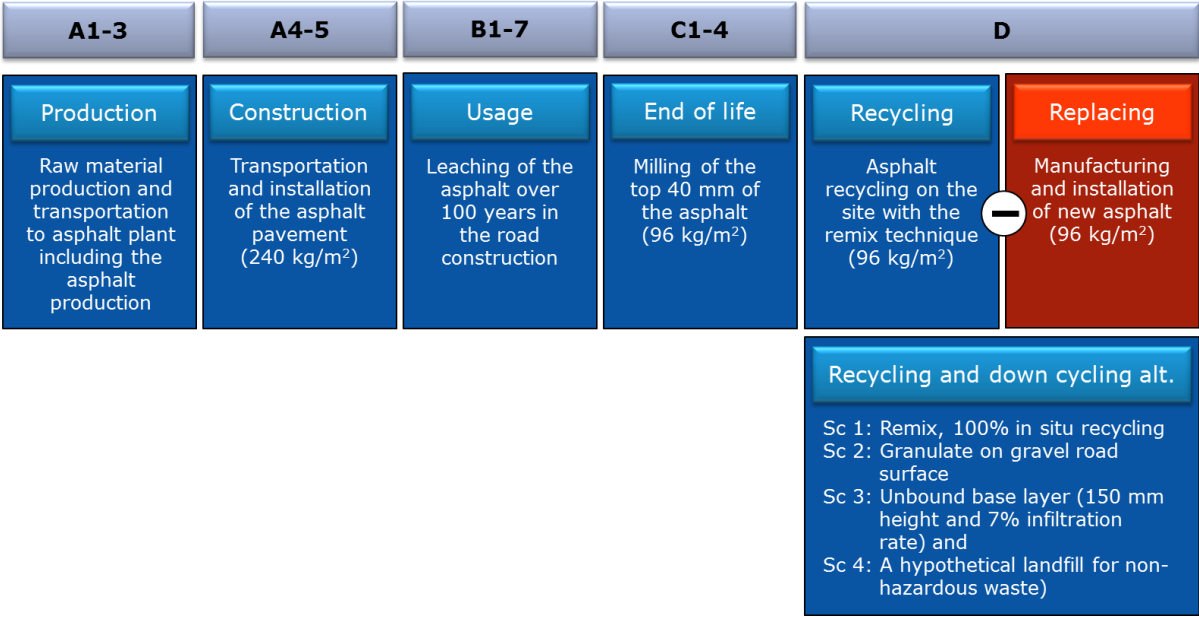 A1-3
A4-5
B1-7
C1-4
D
Production
Raw material
production and
transportation
to asphalt plant
including the
asphalt
production
Construction
Transportation
and installation
of the asphalt
pavement
(240 kg/m²)
Usage
Leaching of the
asphalt over
100 years in
the road
construction
End of life
Milling of the
top 40 mm of
the asphalt
(96 kg/m²)
Recycling
Asphalt
recycling on the
site with the
remix technique
(96 kg/m²)
Replacing
Manufacturing
and installation
of new asphalt
(96 kg/m²)
Recycling and down cycling alt.
Sc 1: Remix, 100% in situ recycling
Sc 2: Granulate on gravel road
surface
Sc 3: Unbound base layer (150 mm
height and 7% infiltration
rate) and
Sc 4: A hypothetical landfill for non-
hazardous waste)